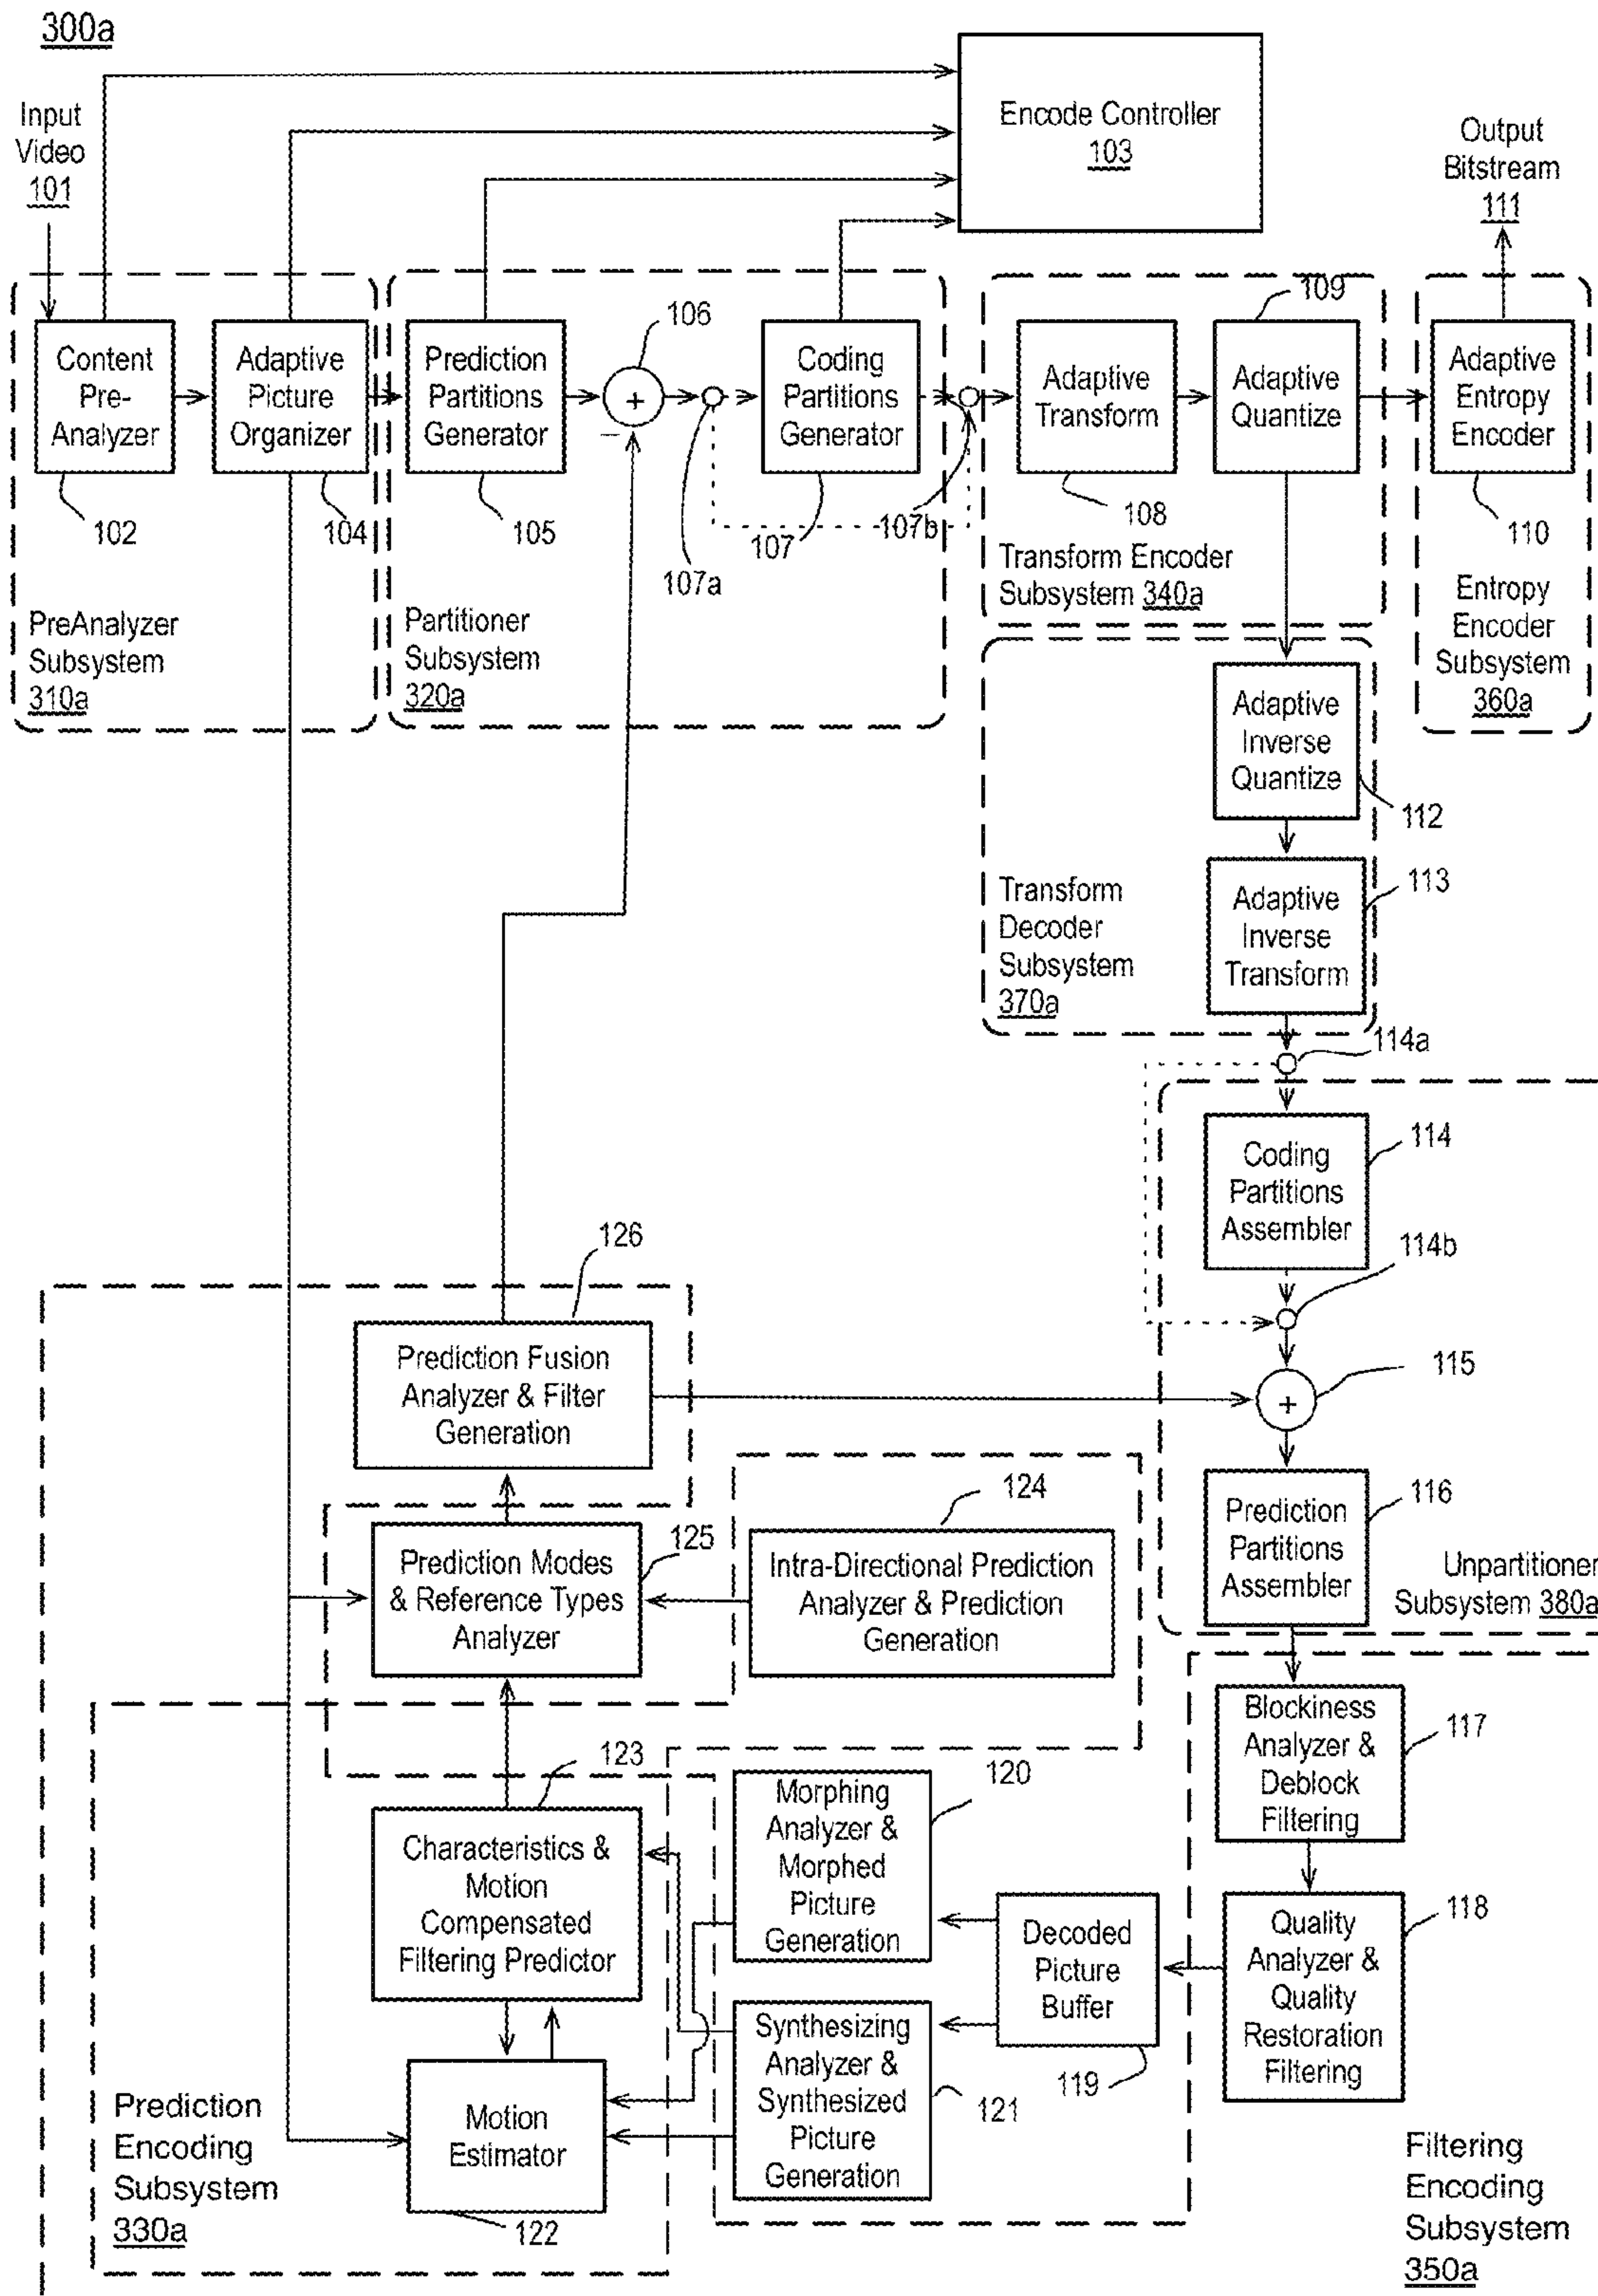 300a
Input
Video
101
Encode Controller
103
Output
Bitstream
111
Content
Pre-
Analyzer
102
Adaptive
Picture
Organizer
104
Prediction
Partitions
Generator
105
106
+
–
107a
Coding
Partitions
Generator
107
107b
Adaptive
Transform
108
109
Adaptive
Quantize
Adaptive
Entropy
Encoder
110
PreAnalyzer
Subsystem
310a
Partitioner
Subsystem
320a
Transform Encoder
Subsystem 340a
Entropy
Encoder
Subsystem
360a
Adaptive
Inverse
Quantize
112
Adaptive
Inverse
Transform
113
Transform
Decoder
Subsystem
370a
114a
Coding
Partitions
Assembler
114
114b
126
Prediction Fusion
Analyzer & Filter
Generation
+
115
Prediction
Partitions
Assembler
116
Unpartitioner
Subsystem 380a
Prediction Modes
& Reference Types
Analyzer
125
124
Intra-Directional Prediction
Analyzer & Prediction
Generation
Blockiness
Analyzer &
Deblock
Filtering
117
123
Characteristics &
Motion
Compensated
Filtering Predictor
Morphing
Analyzer &
Morphed
Picture
Generation
120
Decoded
Picture
Buffer
119
Quality
Analyzer &
Quality
Restoration
Filtering
118
Synthesizing
Analyzer &
Synthesized
Picture
Generation
121
Motion
Estimator
122
Prediction
Encoding
Subsystem
330a
Filtering
Encoding
Subsystem
350a